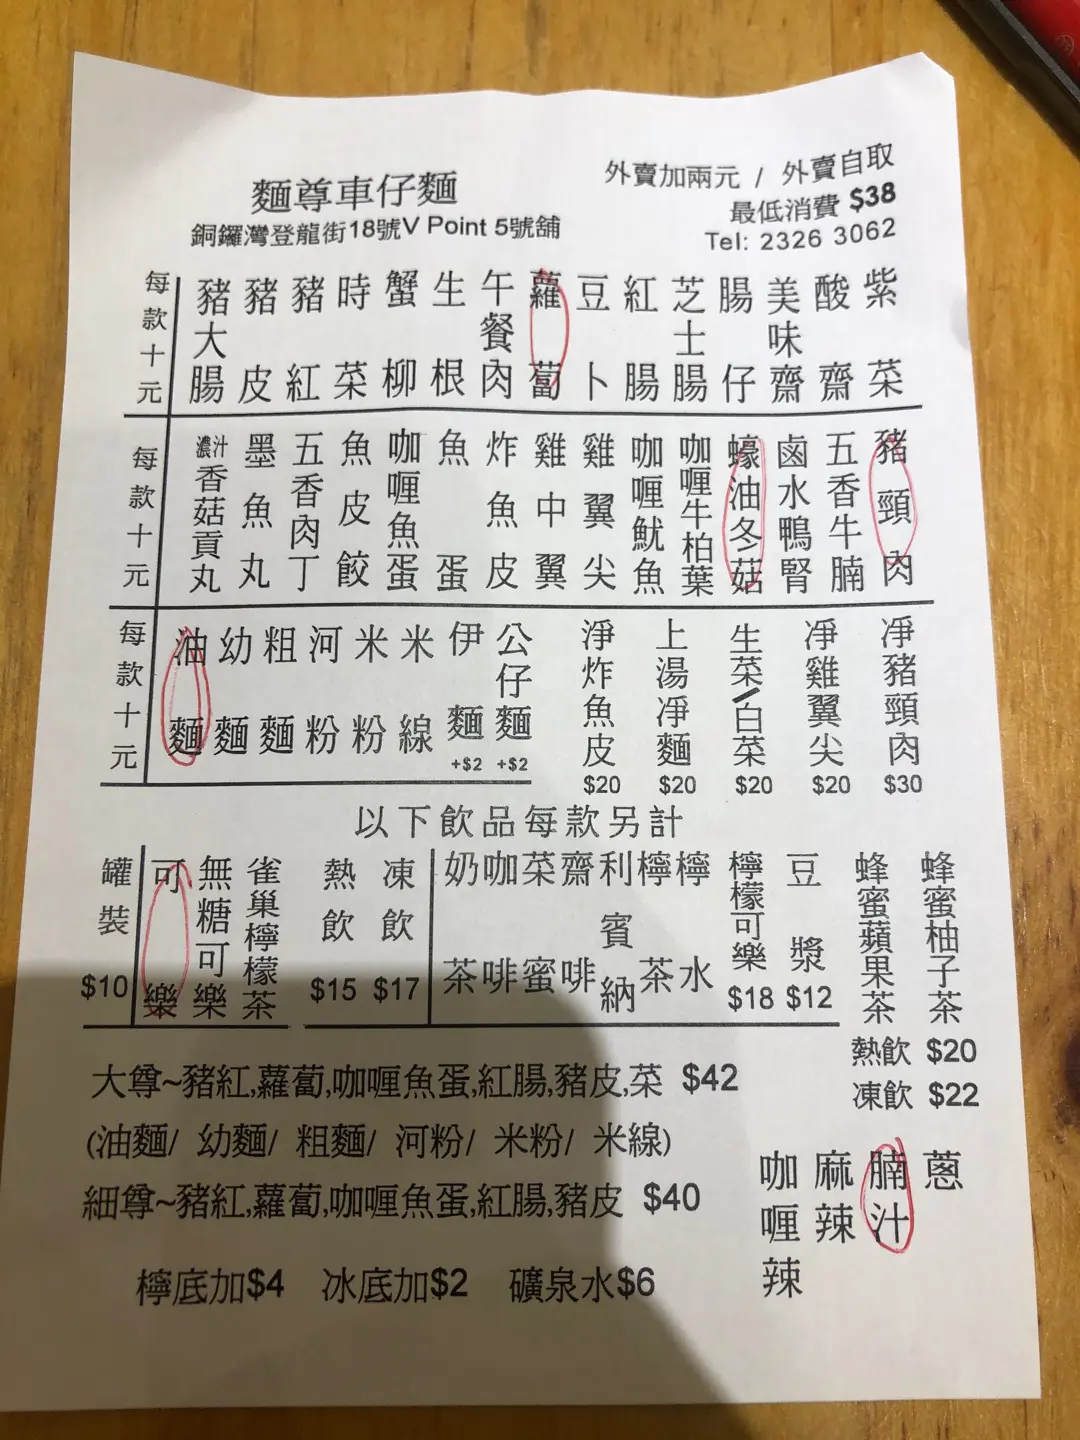 麵尊車仔麵
銅鑼灣登龍街18號V Point 5號舖
外賣加兩元 / 外賣自取
最低消費 $38
Tel: 2326 3062
每款十元
豬大腸
豬皮
豬紅
時菜
蟹柳
生根
午餐肉
蘿蔔
豆卜
紅腸
芝士腸
腸仔
美味齋
酸齋
紫菜
每款十元
濃汁香菇貢丸
墨魚丸
五香肉丁
魚皮餃
咖喱魚蛋
魚蛋
炸魚皮
雞中翼
雞翼尖
咖喱魷魚
咖喱牛柏葉
蠔油冬菇
鹵水鴨腎
五香牛腩
豬頸肉
每款十元
油麵
幼麵
粗麵
河粉
米粉
米線
伊麵 +$2
公仔麵 +$2
淨炸魚皮 $20
上湯凈麵 $20
生菜/白菜 $20
凈雞翼尖 $20
凈豬頸肉 $30
以下飲品每款另計
罐裝 $10
可樂
無糖可樂
雀巢檸檬茶
熱飲 $15
凍飲 $17
奶茶
咖啡
菜蜜
齋啡
利賓納
檸茶
檸水
檸檬可樂 $18
豆漿 $12
蜂蜜蘋果茶
蜂蜜柚子茶
熱飲 $20
凍飲 $22
大尊~豬紅,蘿蔔,咖喱魚蛋,紅腸,豬皮,菜 $42
(油麵/ 幼麵/ 粗麵/ 河粉/ 米粉/ 米線)
細尊~豬紅,蘿蔔,咖喱魚蛋,紅腸,豬皮 $40
咖喱辣
麻辣
腩汁
蔥
檸底加$4 冰底加$2 礦泉水$6